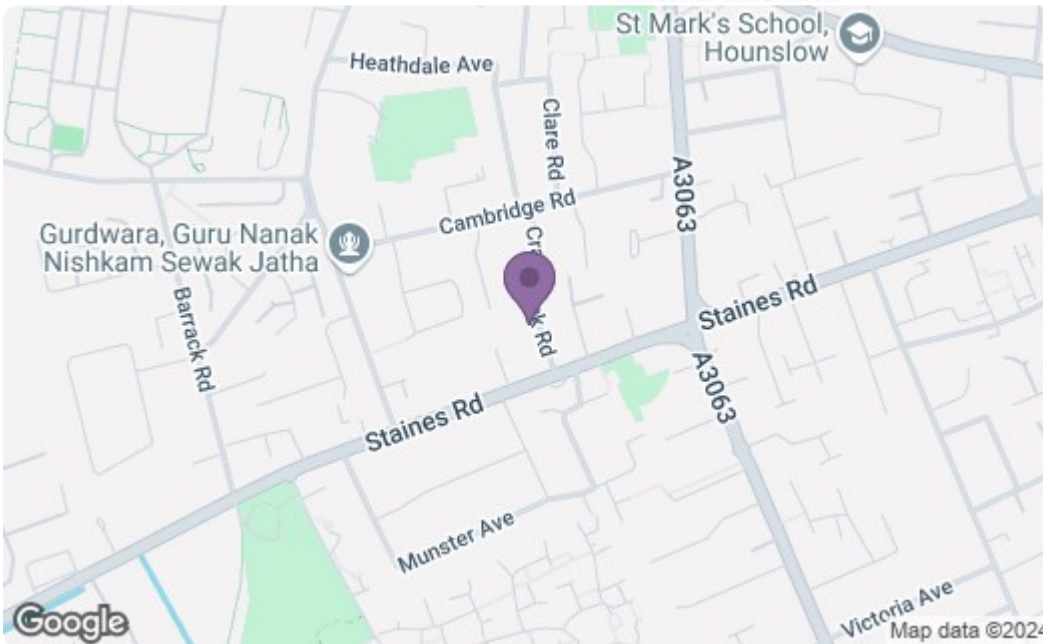 St Mark's School,
Hounslow
Heathdale Ave
Clare Rd
A3063
Cambridge Rd
Gurdwara, Guru Nanak
Nishkam Sewak Jatha
Barrack Rd
Rd
Staines Rd
A3063
Staines Rd
Munster Ave
Victoria Ave
Google
Map data ©2024